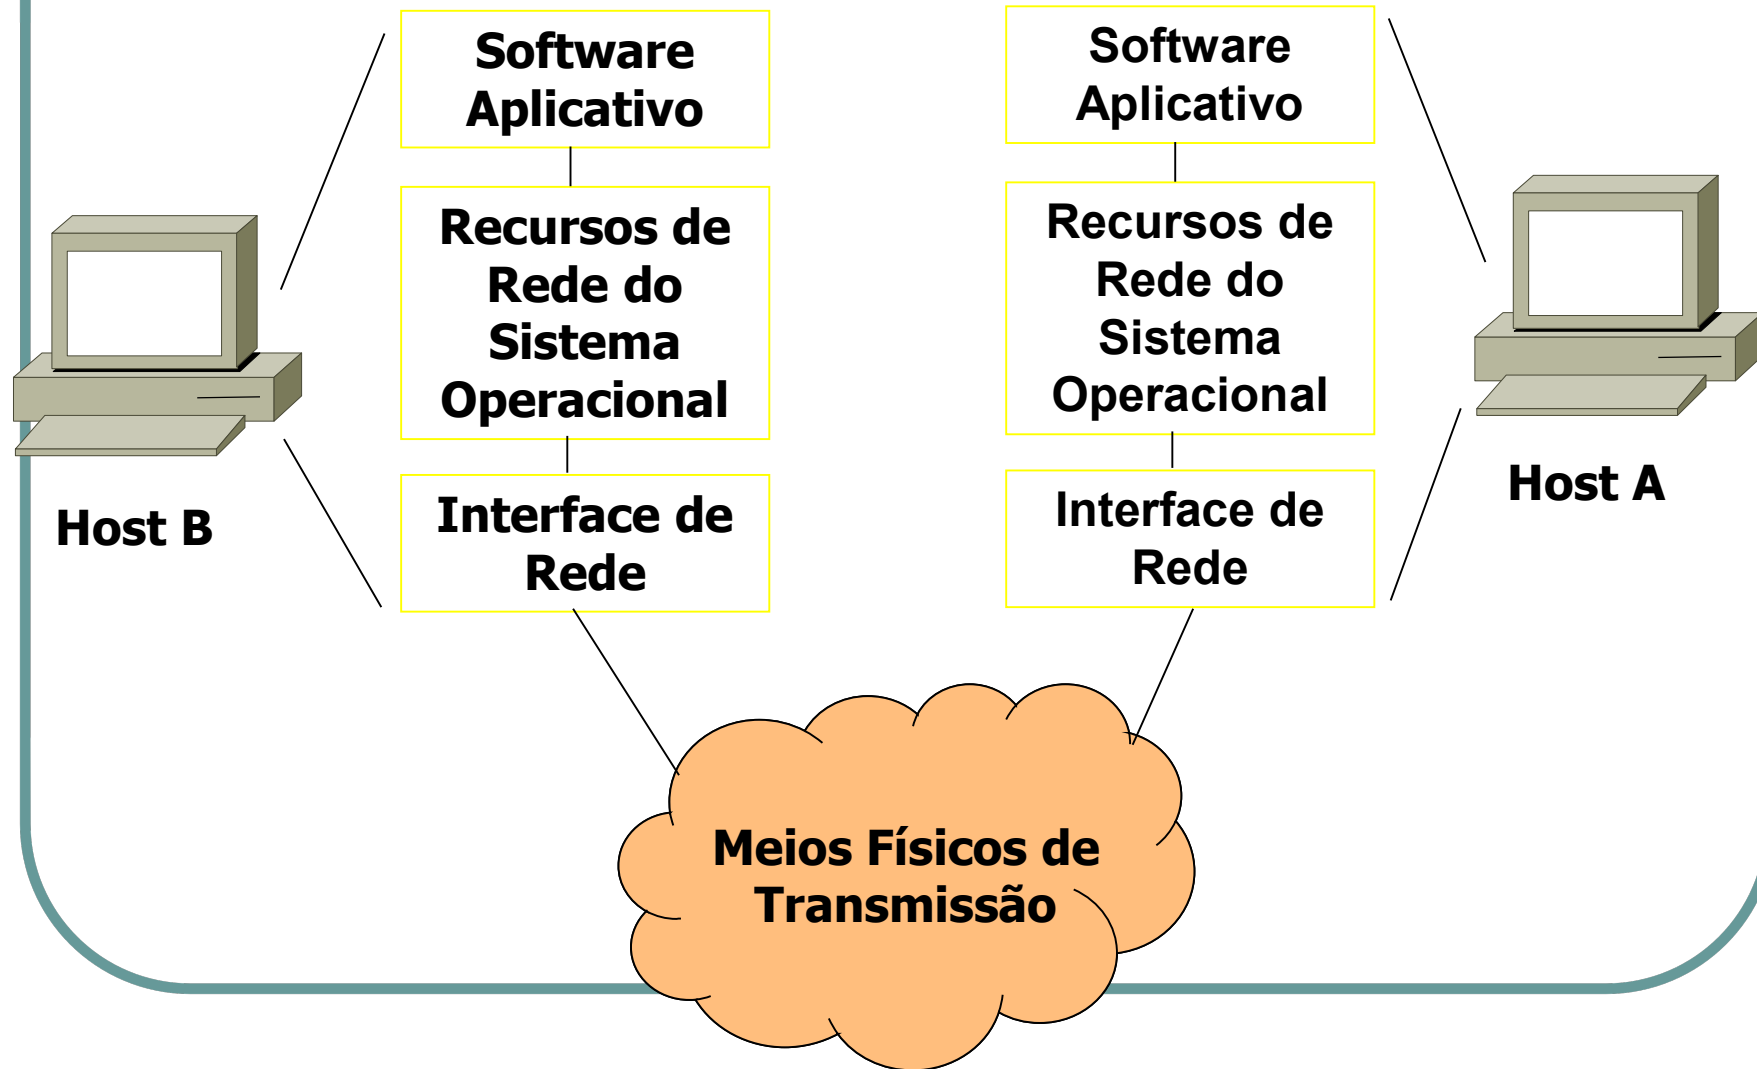 Software
Aplicativo
Recursos de
Rede do
Sistema
Operacional
Interface de
Rede
Host B
Software
Aplicativo
Recursos de
Rede do
Sistema
Operacional
Interface de
Rede
Host A
Meios Físicos de
Transmissão